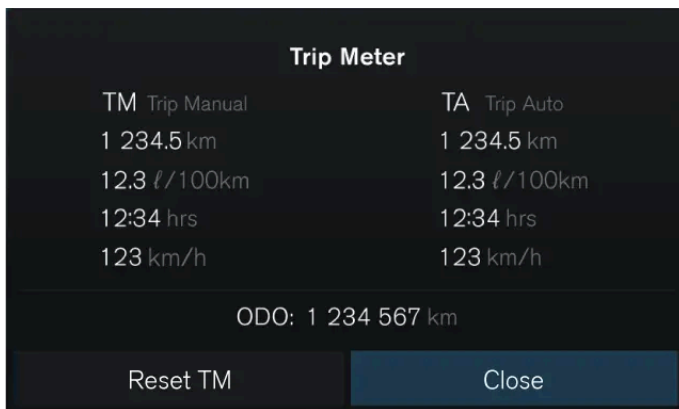 Trip Meter
TM Trip Manual
1 234.5 km
12.3 ℓ/100km
12:34 hrs
123 km/h
TA Trip Auto
1 234.5 km
12.3 ℓ/100km
12:34 hrs
123 km/h
ODO: 1 234 567 km
Reset TM
Close